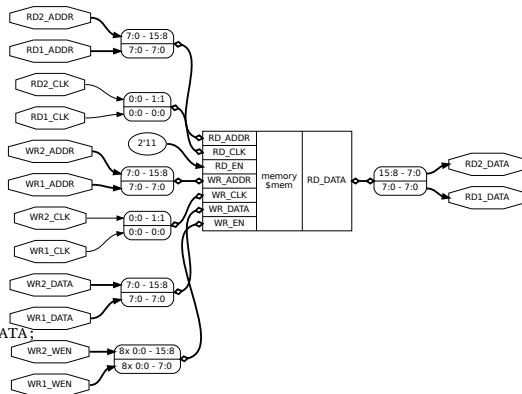 RD2_ADDR
RD1_ADDR
7:0 - 15:8
7:0 - 7:0
RD2_CLK
RD1_CLK
0:0 - 1:1
0:0 - 0:0
2'11
WR2_ADDR
WR1_ADDR
7:0 - 15:8
7:0 - 7:0
WR2_CLK
WR1_CLK
0:0 - 1:1
0:0 - 0:0
WR2_DATA
WR1_DATA
7:0 - 15:8
7:0 - 7:0
ATA;
WR2_WEN
WR1_WEN
8x 0:0 - 15:8
8x 0:0 - 7:0
RD_ADDR
RD_CLK
RD_EN
WR_ADDR
WR_CLK
WR_DATA
WR_EN
memory
$mem
RD_DATA
15:8 - 7:0
7:0 - 7:0
RD2_DATA
RD1_DATA